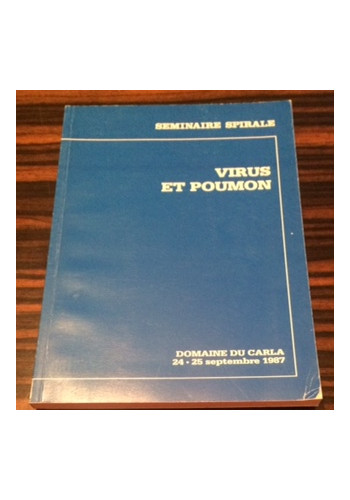 SEMINAIRE SPIRALE
VIRUS
ET POUMON
DOMAINE DU CARLA
24 - 25 septembre 1987